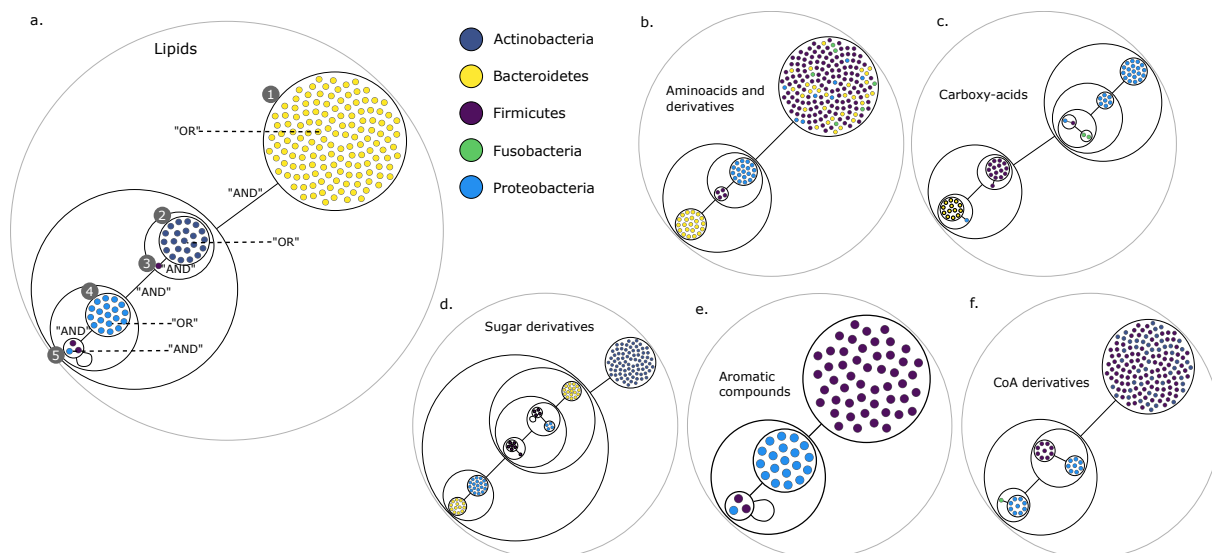 a.
Lipids
1
"OR"
"AND"
2
"OR"
3
"AND"
"AND"
4
"OR"
"AND"
"AND"
5
Actinobacteria
Bacteroidetes
Firmicutes
Fusobacteria
Proteobacteria
b.
Aminoacids and
derivatives
c.
Carboxy-acids
d.
Sugar derivatives
e.
Aromatic
compounds
f.
CoA derivatives